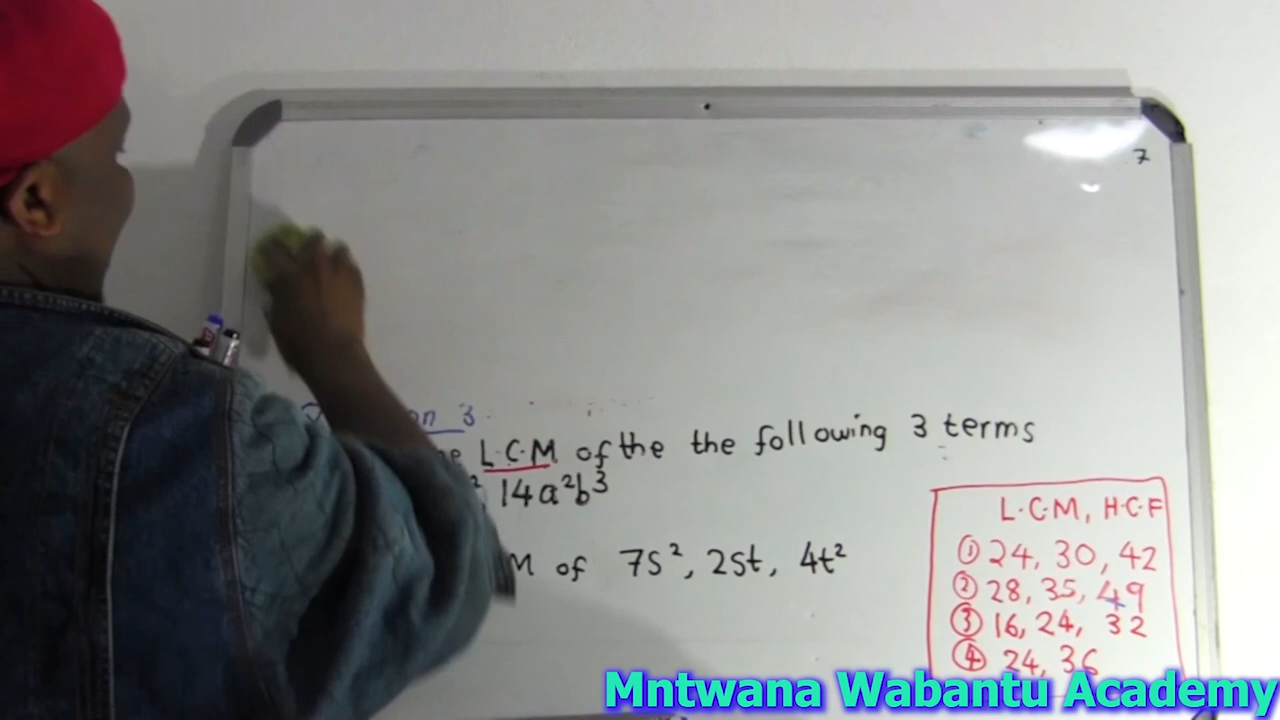 7
3
L.C.M of the the following 3 terms
14a²b³
L.C.M, H.C.F
of 7s², 2st, 4t²
① 24, 30, 42
② 28, 35, 49
③ 16, 24, 32
④ 24, 36
Mntwana Wabantu Academy